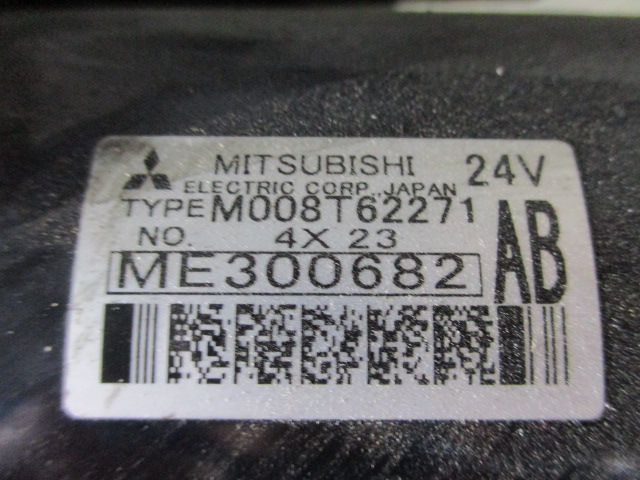 MITSUBISHI 24V
ELECTRIC CORP., JAPAN
TYPE M008T62271
NO. 4X 23
ME300682 AB